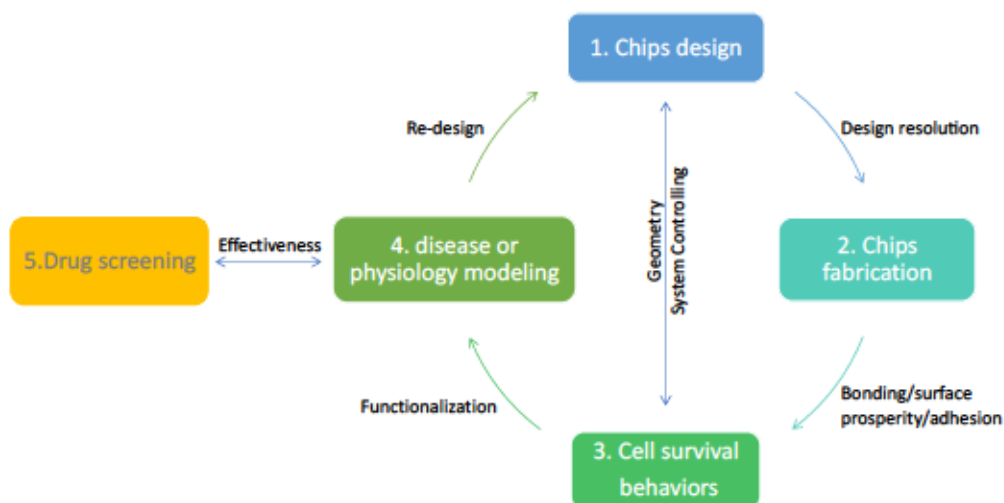 1. Chips design
Re-design
Design resolution
Geometry
System Controlling
5.Drug screening
Effectiveness
4. disease or
physiology modeling
2. Chips
fabrication
Functionalization
Bonding/surface
prosperity/adhesion
3. Cell survival
behaviors